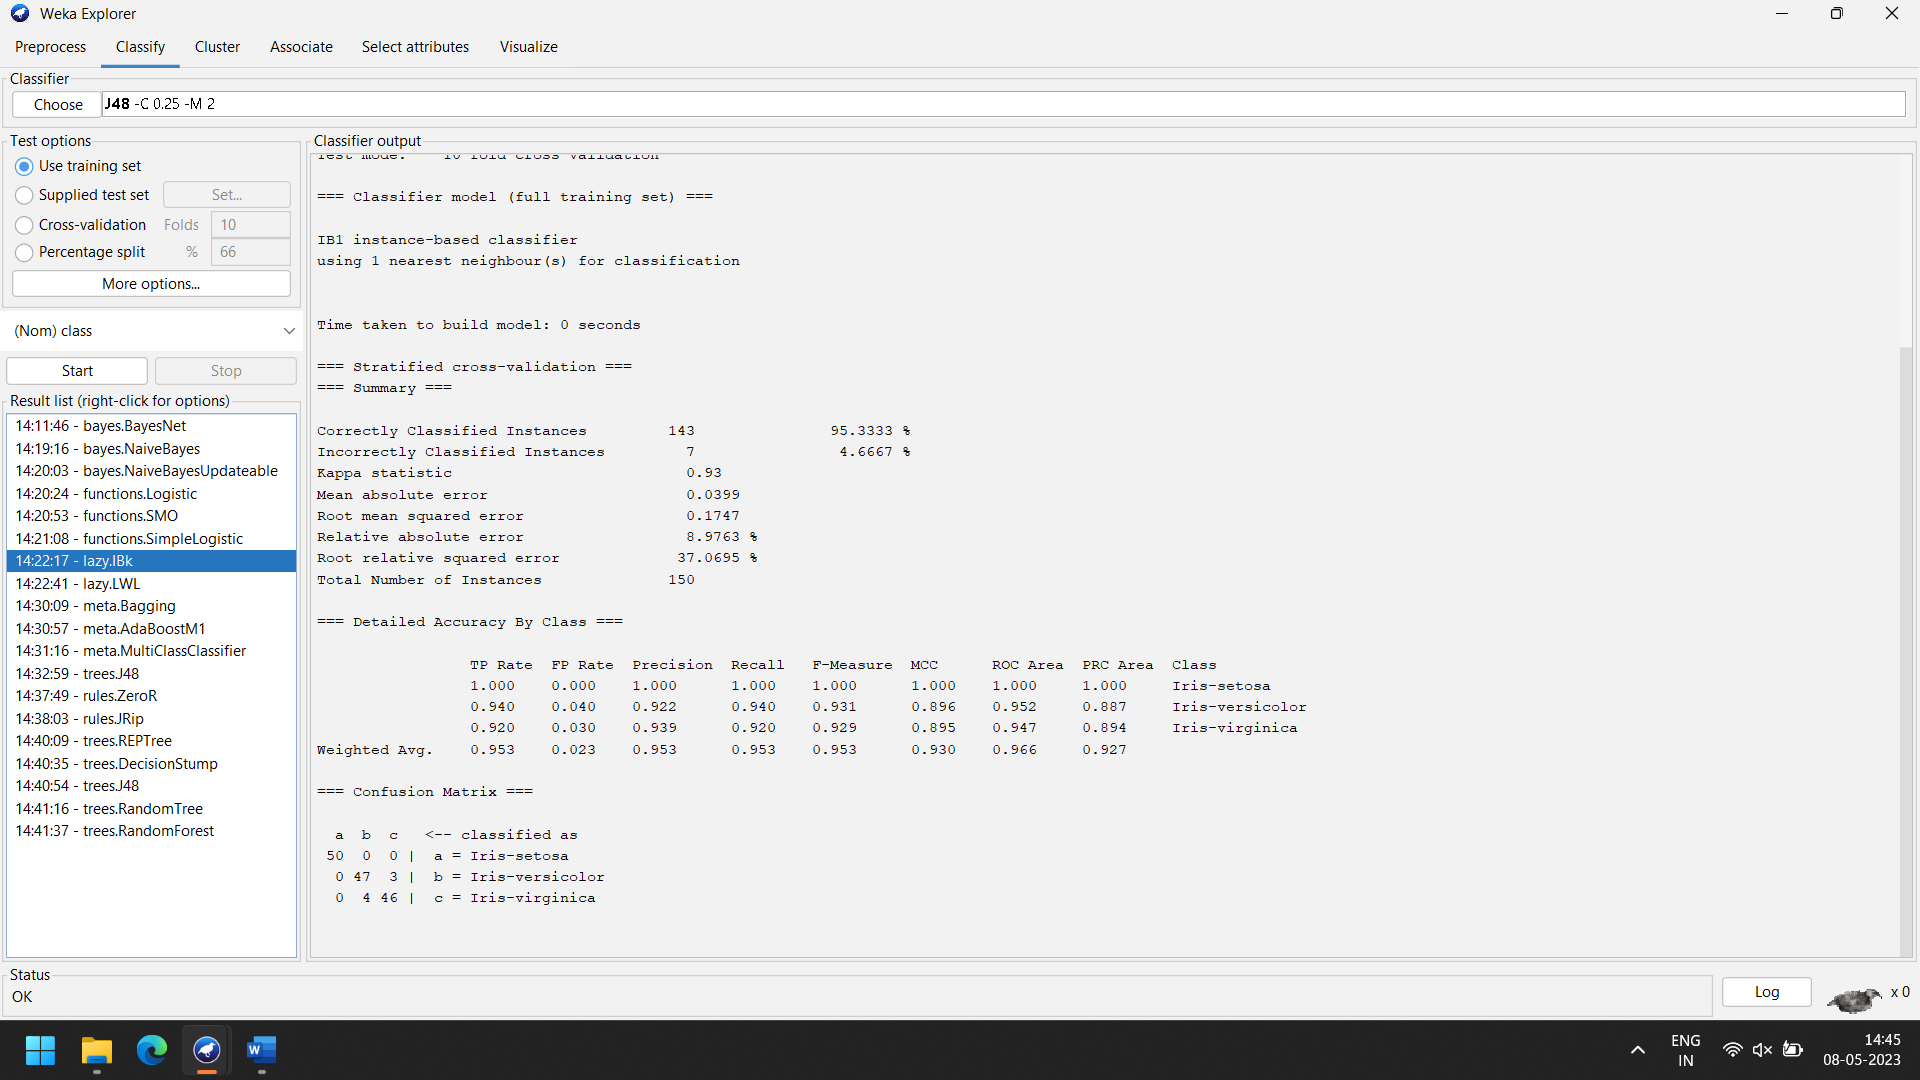 Weka Explorer
Preprocess Classify Cluster Associate Select attributes Visualize
Classifier
Choose J48 -C 0.25 -M 2
Test options
Use training set
Supplied test set Set...
Cross-validation Folds 10
Percentage split % 66
More options...
(Nom) class
Start Stop
Result list (right-click for options)
14:11:46 - bayes.BayesNet
14:19:16 - bayes.NaiveBayes
14:20:03 - bayes.NaiveBayesUpdateable
14:20:24 - functions.Logistic
14:20:53 - functions.SMO
14:21:08 - functions.SimpleLogistic
14:22:17 - lazy.IBk
14:22:41 - lazy.LWL
14:30:09 - meta.Bagging
14:30:57 - meta.AdaBoostM1
14:31:16 - meta.MultiClassClassifier
14:32:59 - trees.J48
14:37:49 - rules.ZeroR
14:38:03 - rules.JRip
14:40:09 - trees.REPTree
14:40:35 - trees.DecisionStump
14:40:54 - trees.J48
14:41:16 - trees.RandomTree
14:41:37 - trees.RandomForest
Classifier output
Test mode: 10 fold cross validation
=== Classifier model (full training set) ===
IB1 instance-based classifier
using 1 nearest neighbour(s) for classification
Time taken to build model: 0 seconds
=== Stratified cross-validation ===
=== Summary ===
Correctly Classified Instances 143 95.3333 %
Incorrectly Classified Instances 7 4.6667 %
Kappa statistic 0.93
Mean absolute error 0.0399
Root mean squared error 0.1747
Relative absolute error 8.9763 %
Root relative squared error 37.0695 %
Total Number of Instances 150
=== Detailed Accuracy By Class ===
TP Rate FP Rate Precision Recall F-Measure MCC ROC Area PRC Area Class
1.000 0.000 1.000 1.000 1.000 1.000 1.000 1.000 Iris-setosa
0.940 0.040 0.922 0.940 0.931 0.896 0.952 0.887 Iris-versicolor
0.920 0.030 0.939 0.920 0.929 0.895 0.947 0.894 Iris-virginica
Weighted Avg. 0.953 0.023 0.953 0.953 0.953 0.930 0.966 0.927
=== Confusion Matrix ===
a b c <-- classified as
50 0 0 | a = Iris-setosa
0 47 3 | b = Iris-versicolor
0 4 46 | c = Iris-virginica
Status
OK
Log x 0
W
ENG
IN
14:45
08-05-2023